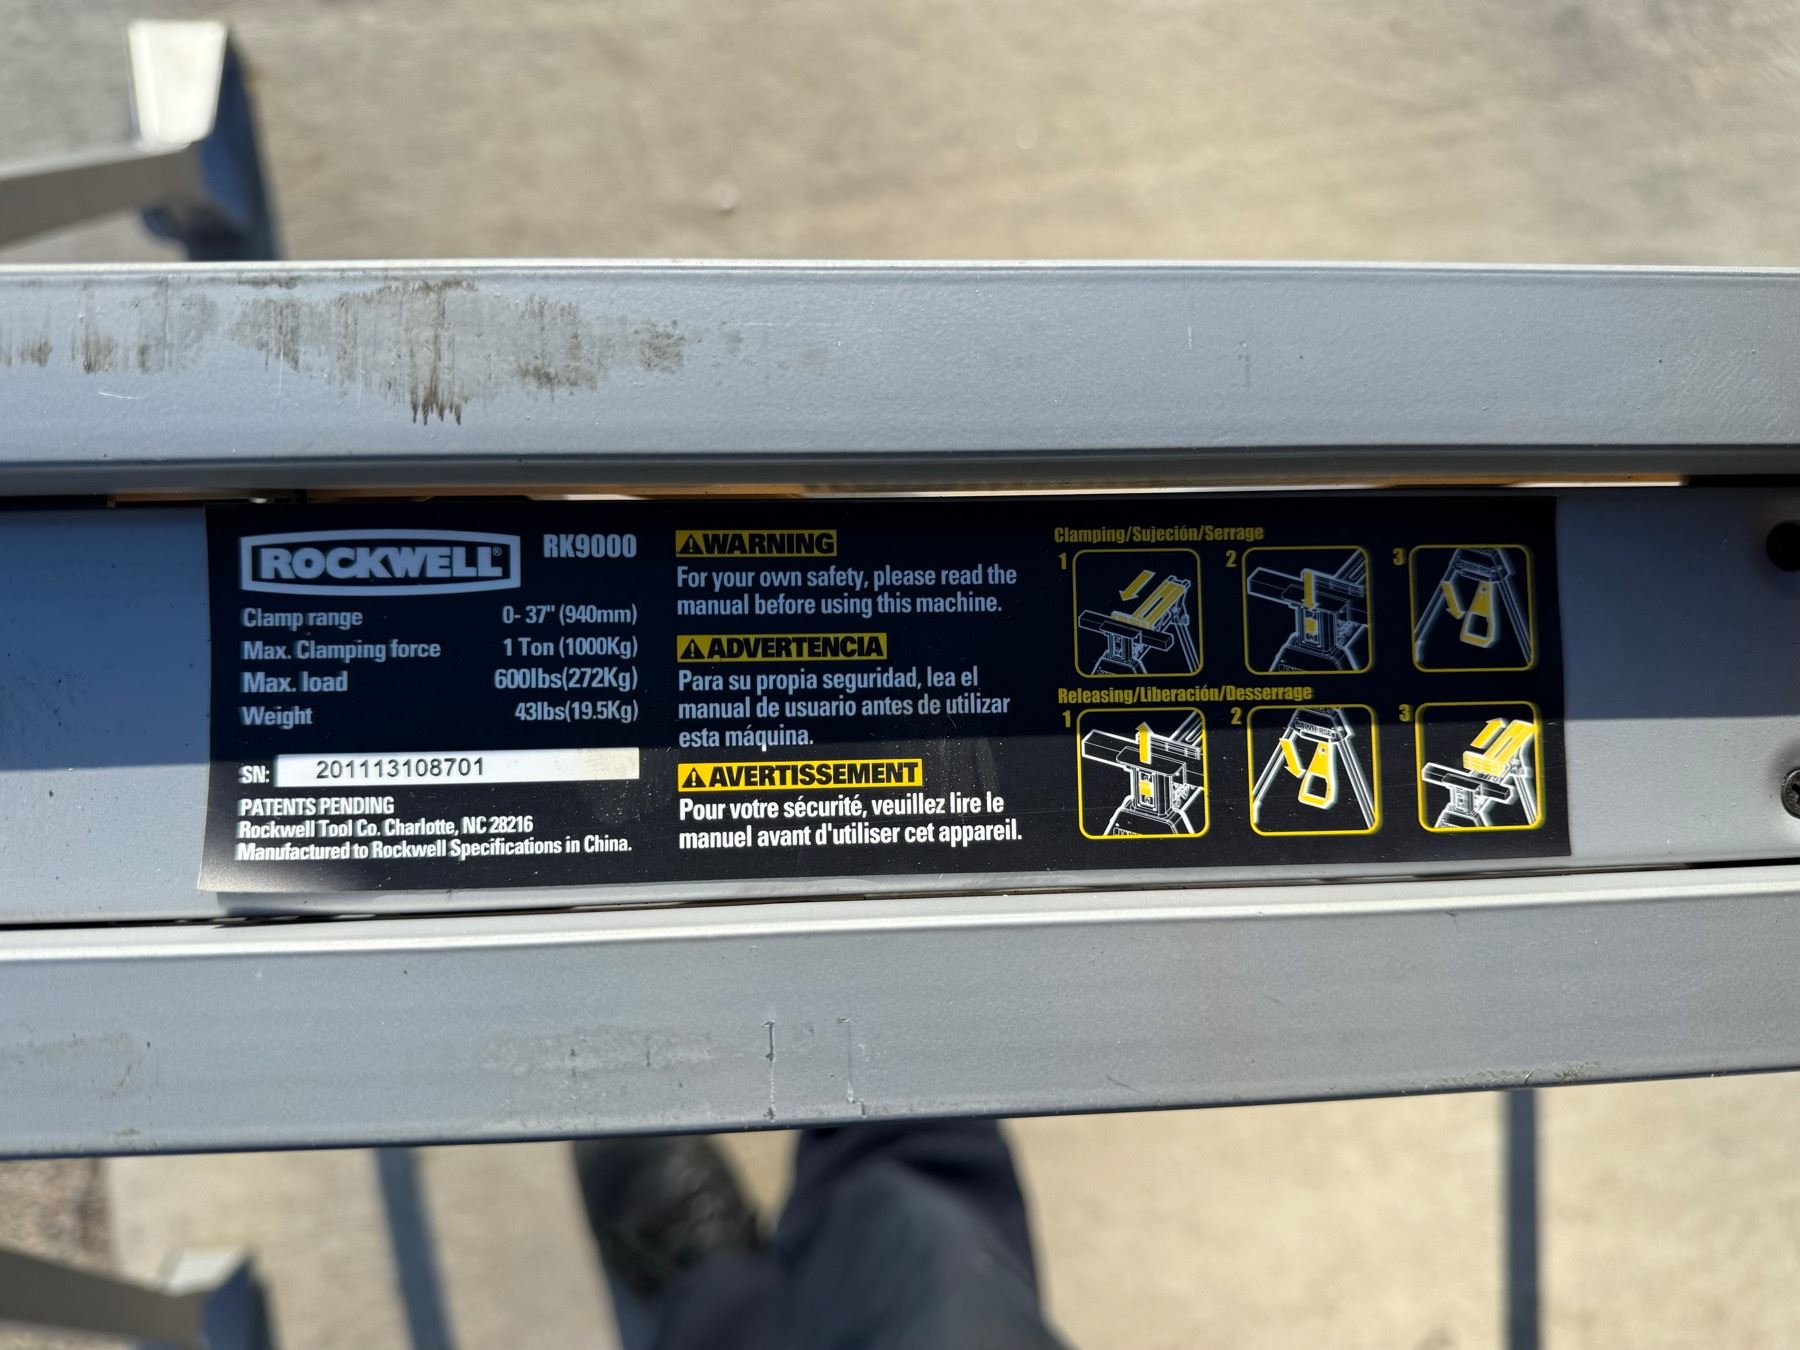 ROCKWELL® RK9000
Clamp range 0- 37" (940mm)
Max. Clamping force 1 Ton (1000Kg)
Max. load 600lbs(272Kg)
Weight 43lbs(19.5Kg)
SN: 201113108701
PATENTS PENDING
Rockwell Tool Co. Charlotte, NC 28216
Manufactured to Rockwell Specifications in China.
WARNING
For your own safety, please read the
manual before using this machine.
ADVERTENCIA
Para su propia seguridad, lea el
manual de usuario antes de utilizar
esta máquina.
AVERTISSEMENT
Pour votre sécurité, veuillez lire le
manuel avant d'utiliser cet appareil.
Clamping/Sujeción/Serrage
1 2 3
Releasing/Liberación/Desserrage
1 2 3